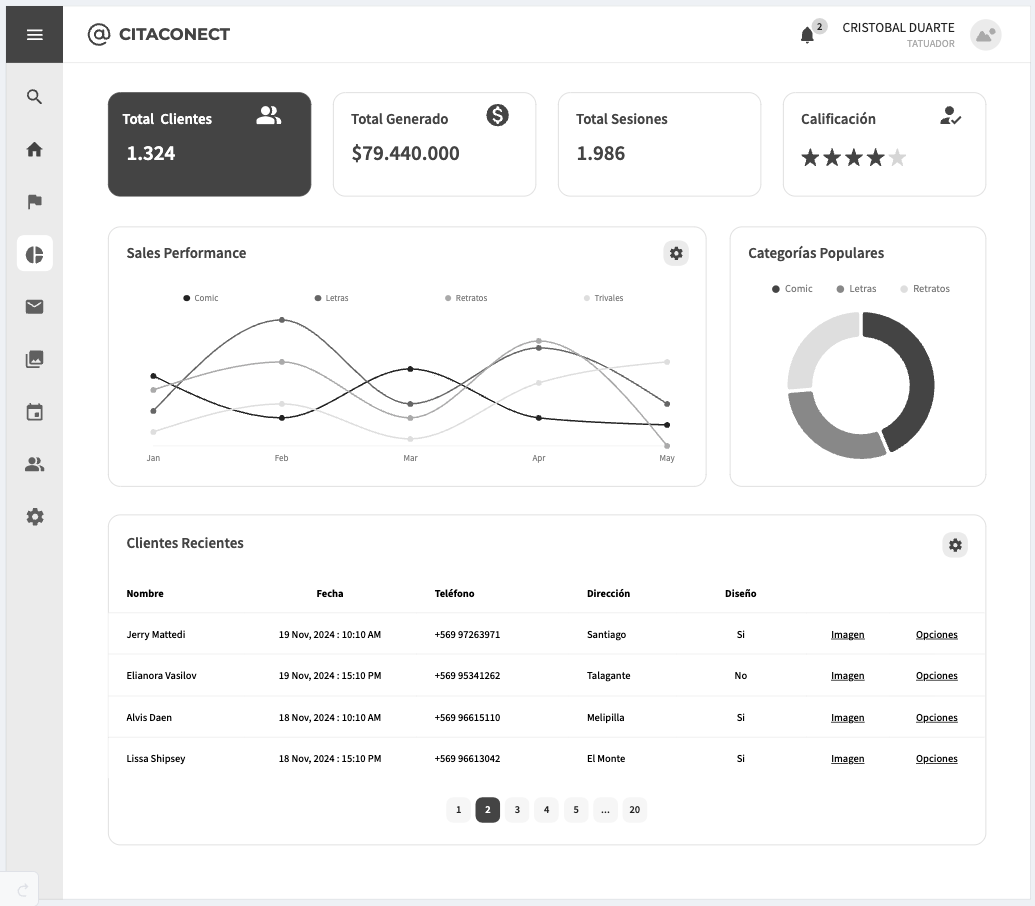 @ CITACONECT
2
CRISTOBAL DUARTE
TATUADOR
Total Clientes
1.324
Total Generado
$79.440.000
Total Sesiones
1.986
Calificación
Sales Performance
Comic Letras Retratos Trivales
Jan Feb Mar Apr May
Categorías Populares
Comic Letras Retratos
Clientes Recientes
Nombre Fecha Teléfono Dirección Diseño
Jerry Mattedi 19 Nov, 2024 : 10:10 AM +569 97263971 Santiago Si Imagen Opciones
Elianora Vasilov 19 Nov, 2024 : 15:10 PM +569 95341262 Talagante No Imagen Opciones
Alvis Daen 18 Nov, 2024 : 10:10 AM +569 96615110 Melipilla Si Imagen Opciones
Lissa Shipsey 18 Nov, 2024 : 15:10 PM +569 96613042 El Monte Si Imagen Opciones
1 2 3 4 5 ... 20